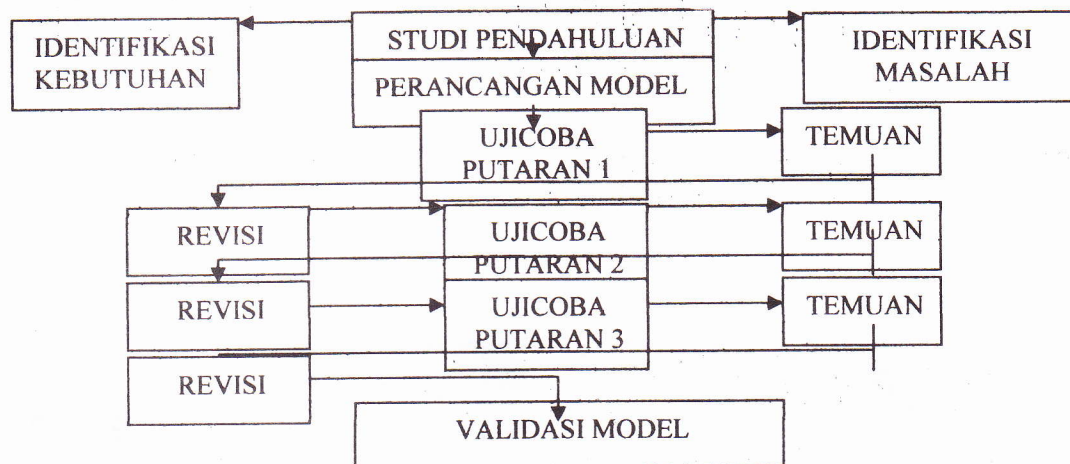 IDENTIFIKASI
KEBUTUHAN
STUDI PENDAHULUAN
IDENTIFIKASI
MASALAH
PERANCANGAN MODEL
UJICOBA
PUTARAN 1
TEMUAN
REVISI
UJICOBA
PUTARAN 2
TEMUAN
REVISI
UJICOBA
PUTARAN 3
TEMUAN
REVISI
VALIDASI MODEL